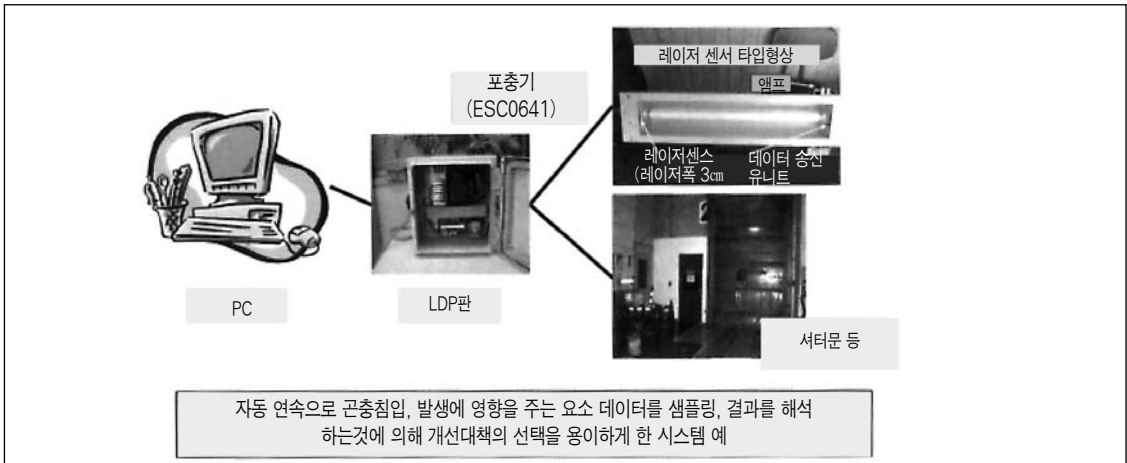 레이저 센서 타입형상
앰프
포충기
(ESC0641)
레이저센스
(레이저폭 3㎝
데이터 송신
유니트
PC
LDP판
셔터문 등
자동 연속으로 곤충침입, 발생에 영향을 주는 요소 데이터를 샘플링, 결과를 해석
하는것에 의해 개선대책의 선택을 용이하게 한 시스템 예